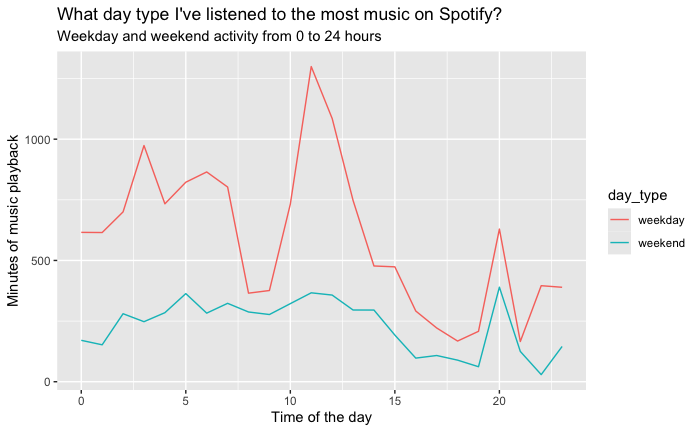 What day type I've listened to the most music on Spotify?
Weekday and weekend activity from 0 to 24 hours
Minutes of music playback
1000
500
0
0 5 10 15 20
Time of the day
day_type
weekday
weekend